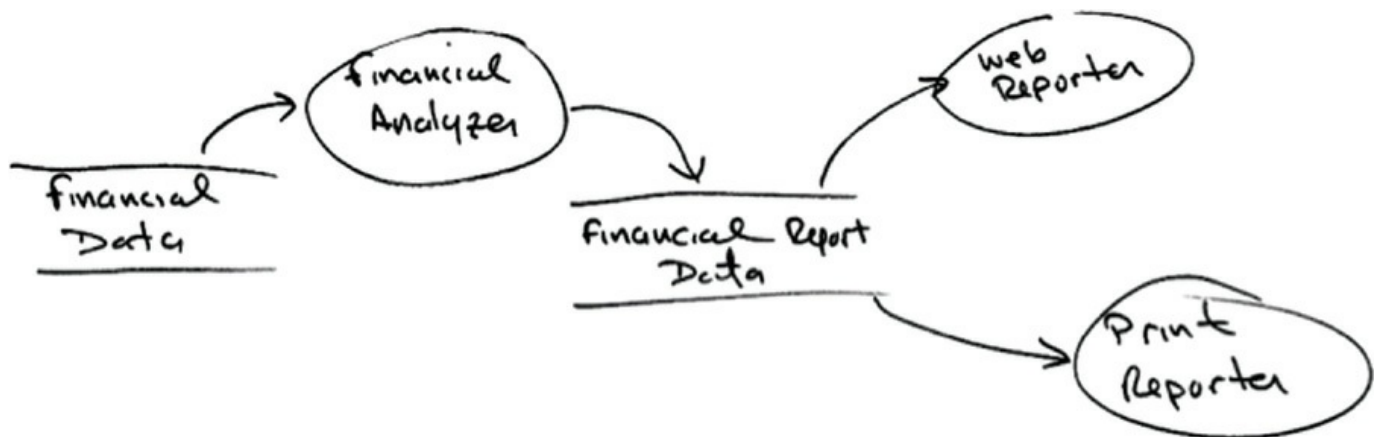 Financial
Analyzer
Web
Reporter
Financial
Data
Financial Report
Data
Print
Reporter